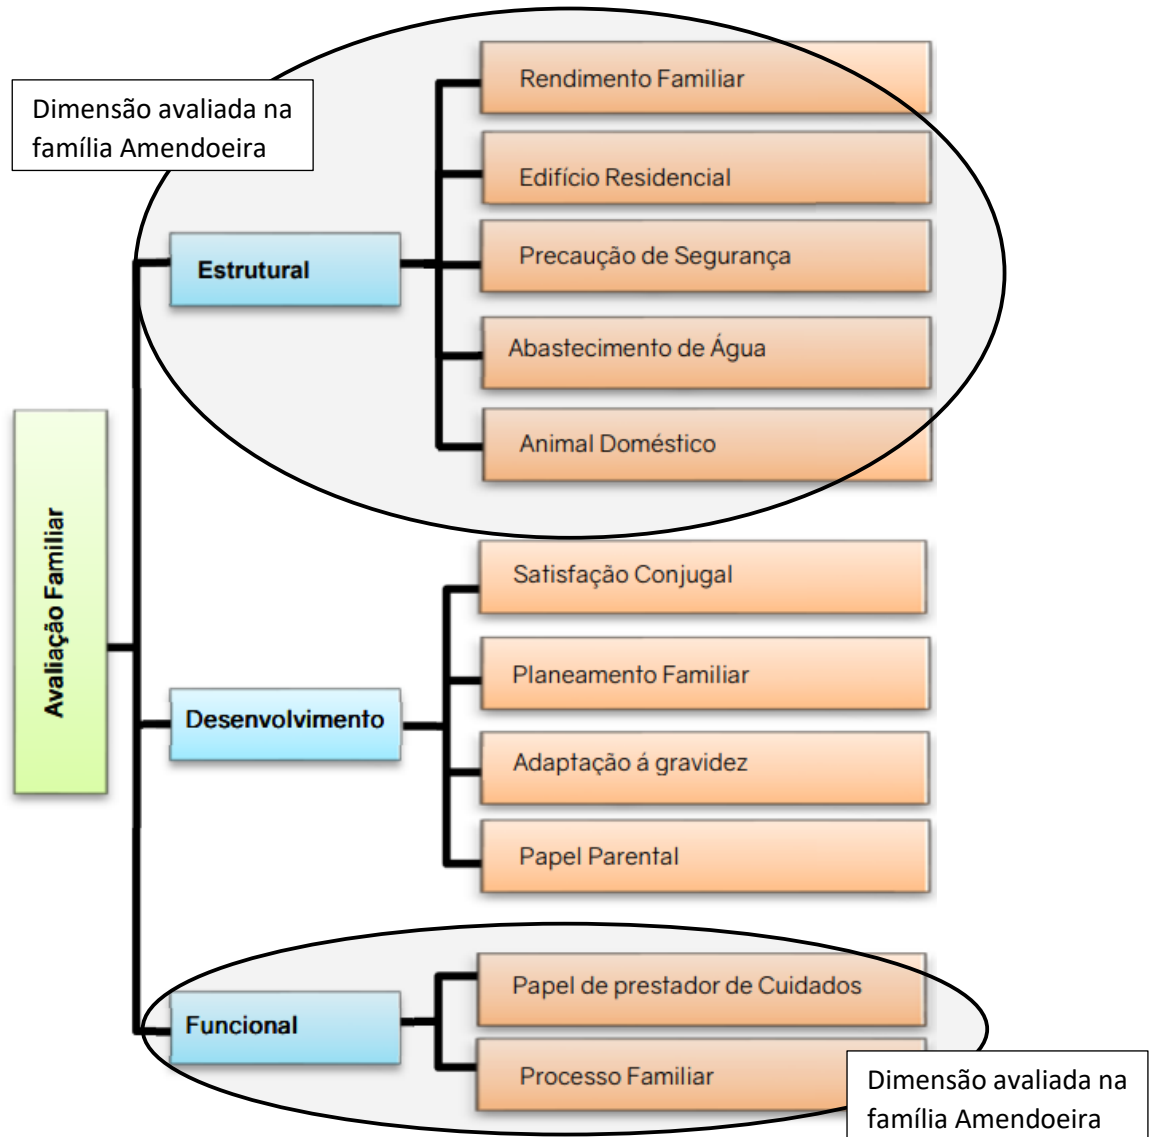 Dimensão avaliada na
família Amendoeira
Rendimento Familiar
Edifício Residencial
Estrutural
Precaução de Segurança
Abastecimento de Água
Animal Doméstico
Avaliação Familiar
Satisfação Conjugal
Planeamento Familiar
Desenvolvimento
Adaptação á gravidez
Papel Parental
Papel de prestador de Cuidados
Funcional
Processo Familiar
Dimensão avaliada na
família Amendoeira